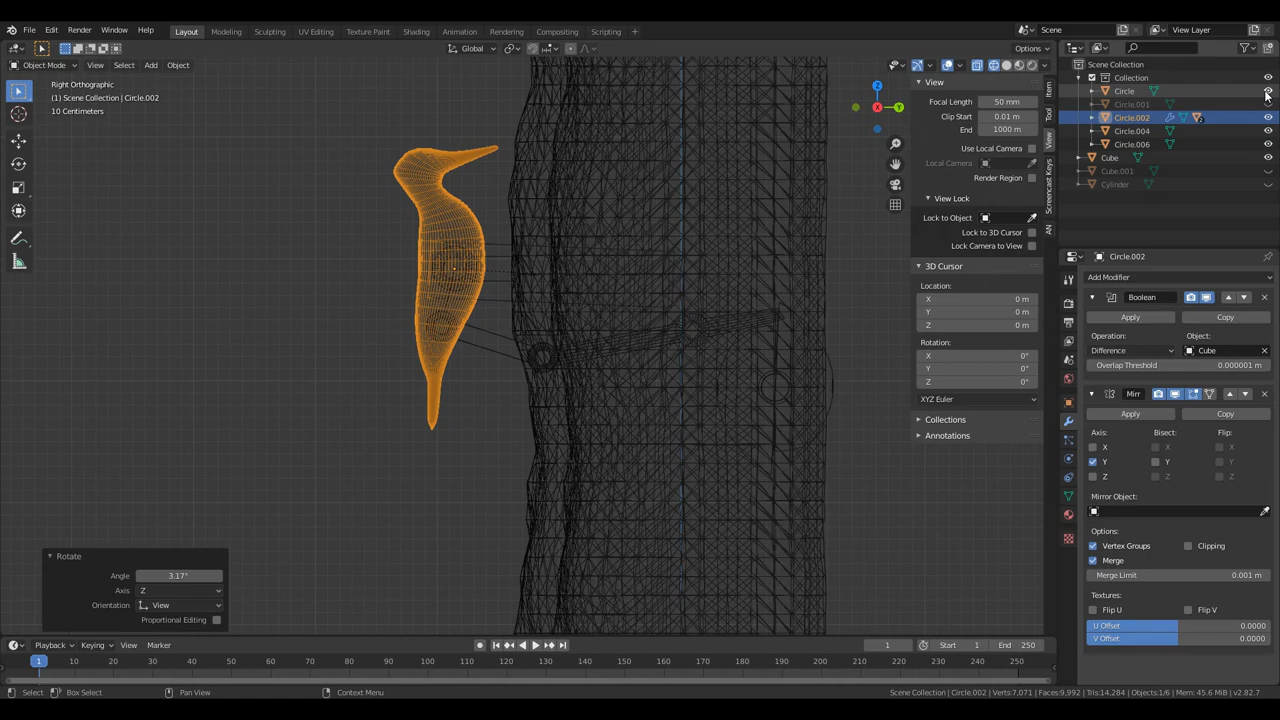 File Edit Render Window Help Layout Modeling Sculpting UV Editing Texture Paint Shading Animation Rendering Compositing Scripting + Scene View Layer
Global Options
Object Mode View Select Add Object
Right Orthographic
(1) Scene Collection | Circle.002
10 Centimeters
View
Focal Length 50 mm
Clip Start 0.01 m
End 1000 m
Use Local Camera
Local Camera
Render Region
View Lock
Lock to Object
Lock to 3D Cursor
Lock Camera to View
3D Cursor
Location:
X 0 m
Y 0 m
Z 0 m
Rotation:
X 0°
Y 0°
Z 0°
XYZ Euler
Collections
Annotations
Item
Tool
View
Screencast Keys
AN
Z
X
Y
Scene Collection
Collection
Circle
Circle.001
Circle.002
Circle.004
Circle.006
Cube
Cube.001
Cylinder
Circle.002
Add Modifier
Boolean
Apply Copy
Operation: Object:
Difference Cube
Overlap Threshold 0.000001 m
Mirr
Apply Copy
Axis: Bisect: Flip:
X X X
Y Y Y
Z Z Z
Mirror Object:
Options:
Vertex Groups Clipping
Merge
Merge Limit 0.001 m
Textures:
Flip U Flip V
U Offset 0.0000
V Offset 0.0000
Rotate
Angle 3.17°
Axis Z
Orientation View
Proportional Editing
Playback Keying View Marker 1 Start 1 End 250
1 10 20 30 40 50 60 70 80 90 100 110 120 130 140 150 160 170 180 190 200 210 220 230 240 250
Select Box Select Pan View Context Menu Scene Collection | Circle.002 | Verts:7,071 | Faces:9,992 | Tris:14,284 | Objects:1/6 | Mem: 45.6 MiB | v2.82.7